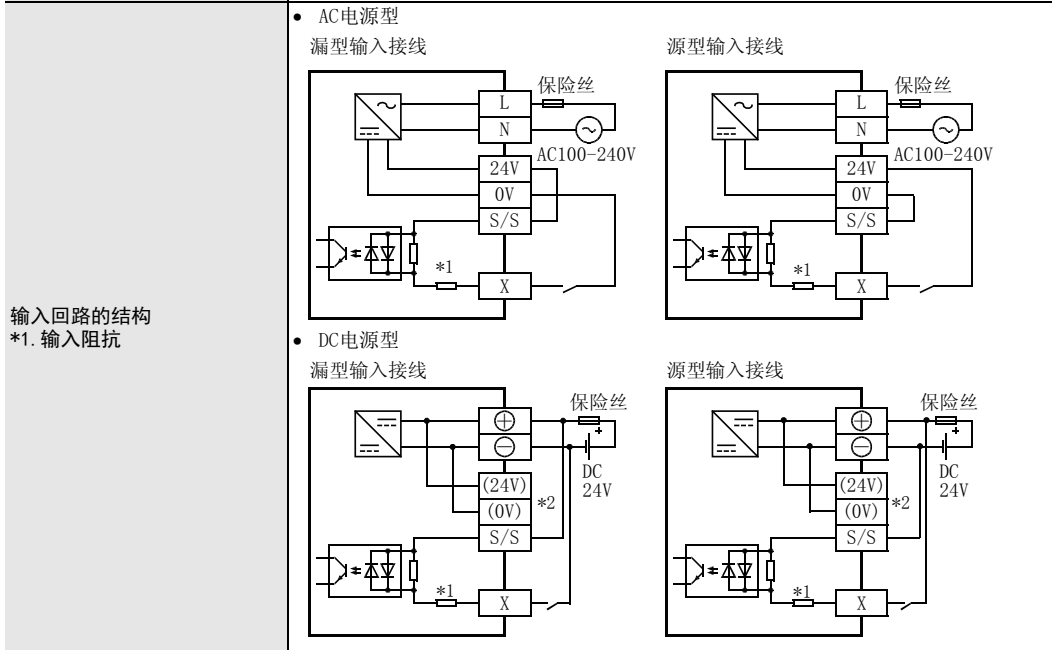 输入回路的结构
*1.输入阻抗
• AC电源型
漏型输入接线
保险丝
L
N
AC100-240V
24V
0V
S/S
*1
X
源型输入接线
保险丝
L
N
AC100-240V
24V
0V
S/S
*1
X
• DC电源型
漏型输入接线
保险丝
+
DC
24V
(24V)
(0V)
*2
S/S
*1
X
源型输入接线
保险丝
+
DC
24V
(24V)
(0V)
*2
S/S
*1
X